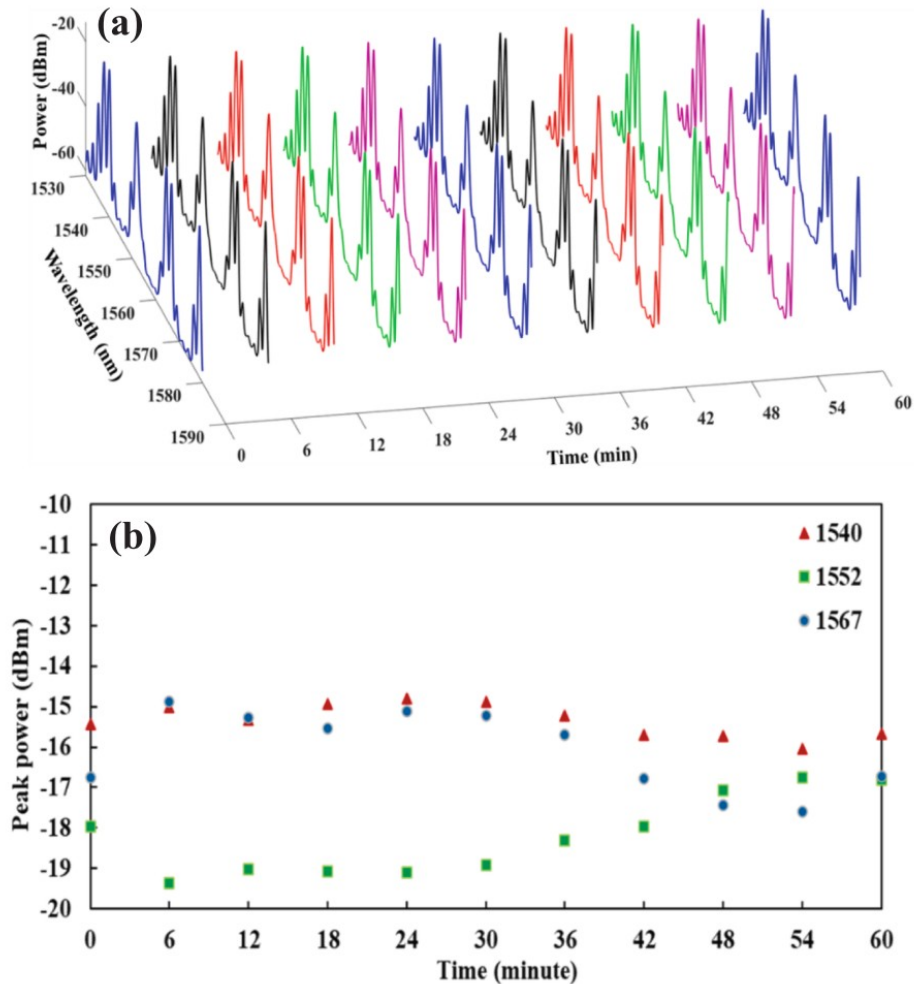 (a)
Power (dBm)
-20
-40
-60
1530
1540
1550
1560
1570
1580
1590
Wavelength (nm)
0 6 12 18 24 30 36 42 48 54 60
Time (min)
(b)
Peak power (dBm)
-10
-11
-12
-13
-14
-15
-16
-17
-18
-19
-20
1540
1552
1567
0 6 12 18 24 30 36 42 48 54 60
Time (minute)